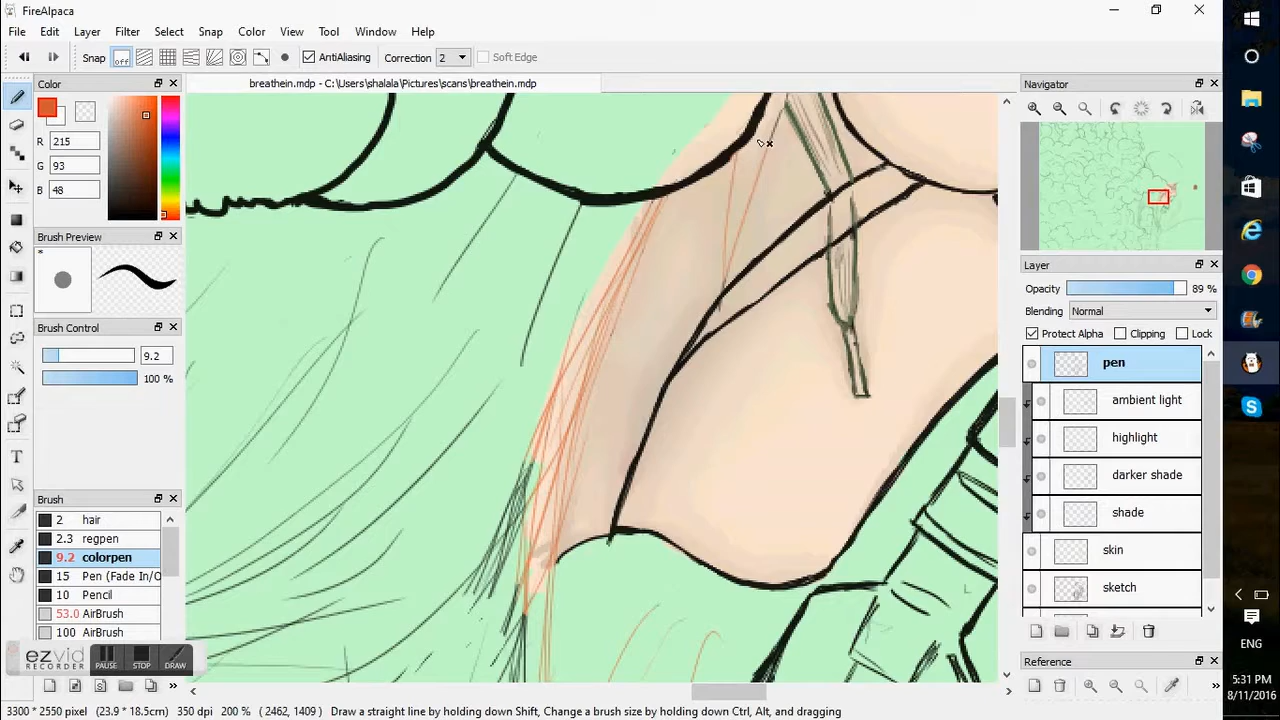 FireAlpaca
File Edit Layer Filter Select Snap Color View Tool Window Help
Snap off AntiAliasing Correction 2 Soft Edge
Color
breathein.mdp - C:\Users\shalala\Pictures\scans\breathein.mdp
Navigator
R 215
G 93
B 48
Brush Preview
*
Brush Control
9.2
100 %
Brush
2 hair
2.3 regpen
9.2 colorpen
15 Pen (Fade In/O
10 Pencil
53.0 AirBrush
100 AirBrush
ezvid
RECORDER
PAUSE STOP DRAW
Layer
Opacity 89 %
Blending Normal
Protect Alpha Clipping Lock
pen
ambient light
highlight
darker shade
shade
skin
sketch
Reference
3300 * 2550 pixel (23.9 * 18.5cm) 350 dpi 200 % ( 2462, 1409 ) Draw a straight line by holding down Shift, Change a brush size by holding down Ctrl, Alt, and dragging
ENG
5:31 PM
8/11/2016